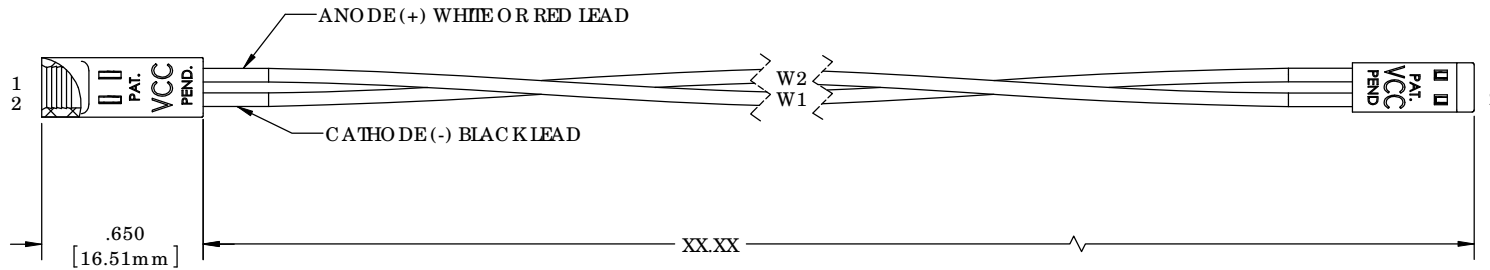 ANODE(+) WHITE OR RED LEAD
1
2
PAT.
VCC
PEND.
W2
W1
PAT.
VCC
PEND
CATHODE(-) BLACK LEAD
.650
[16.51mm]
XX.XX